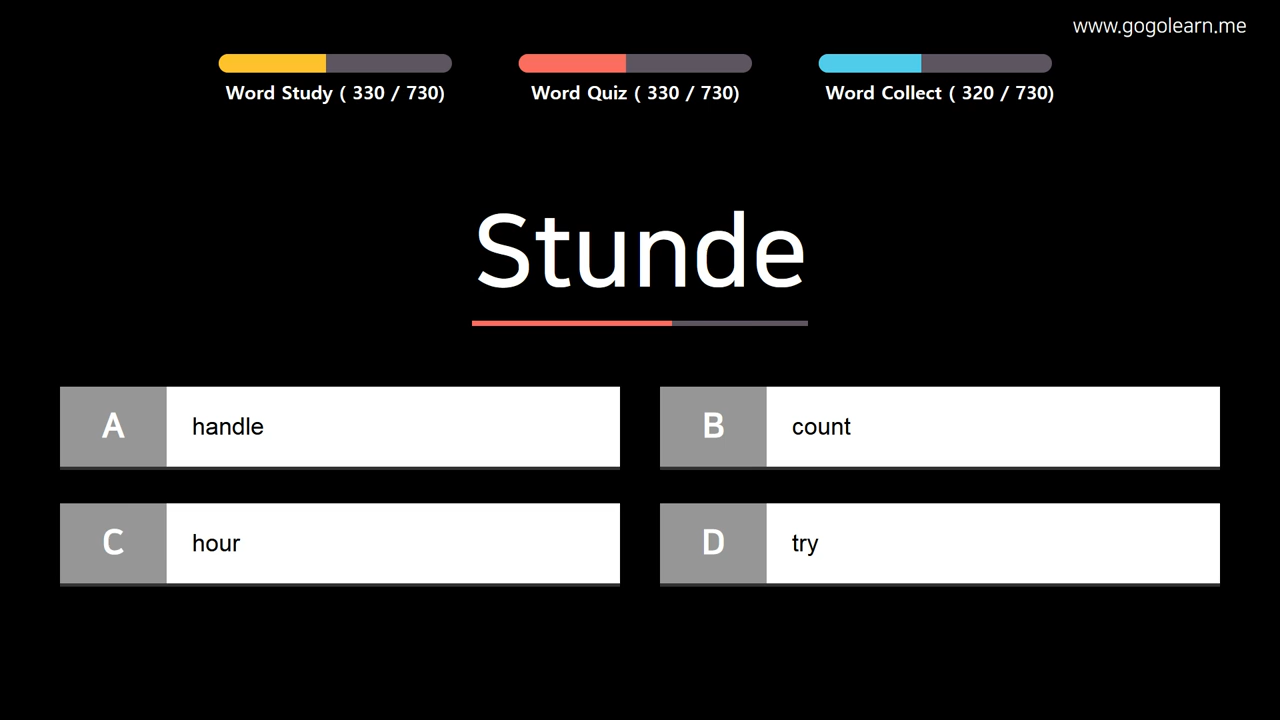 www.gogolearn.me
Word Study ( 330 / 730)
Word Quiz ( 330 / 730)
Word Collect ( 320 / 730)
Stunde
A handle
B count
C hour
D try